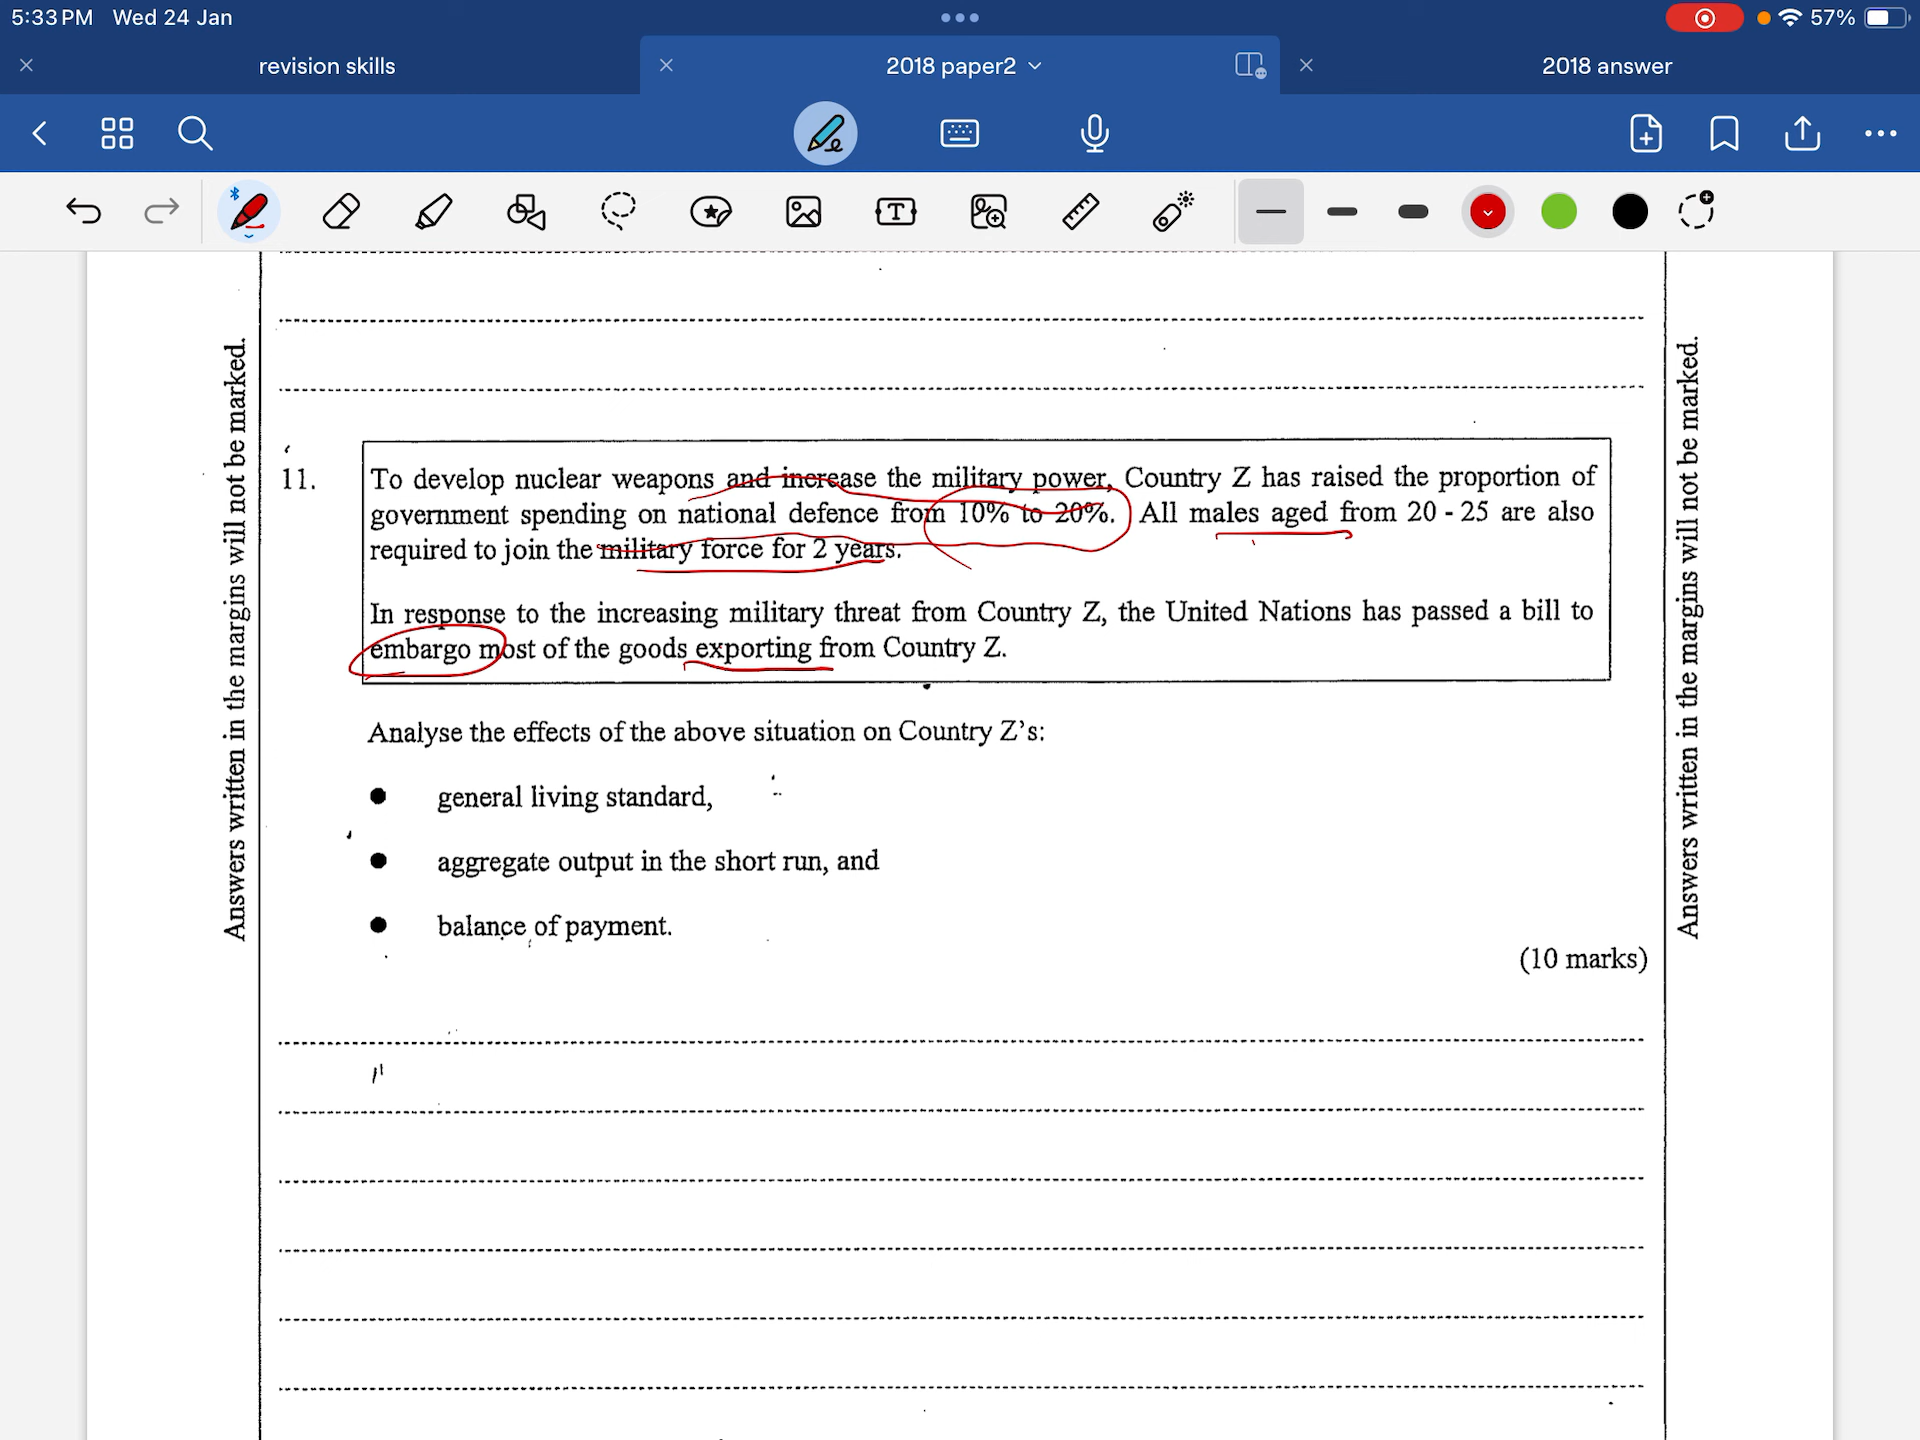 5:33 PM Wed 24 Jan
57%
revision skills
2018 paper2
2018 answer
Answers written in the margins will not be marked.
11.
To develop nuclear weapons and increase the military power, Country Z has raised the proportion of
government spending on national defence from 10% to 20%. All males aged from 20 - 25 are also
required to join the military force for 2 years.
In response to the increasing military threat from Country Z, the United Nations has passed a bill to
embargo most of the goods exporting from Country Z.
Analyse the effects of the above situation on Country Z's:
● general living standard,
● aggregate output in the short run, and
● balance of payment.
(10 marks)
Answers written in the margins will not be marked.